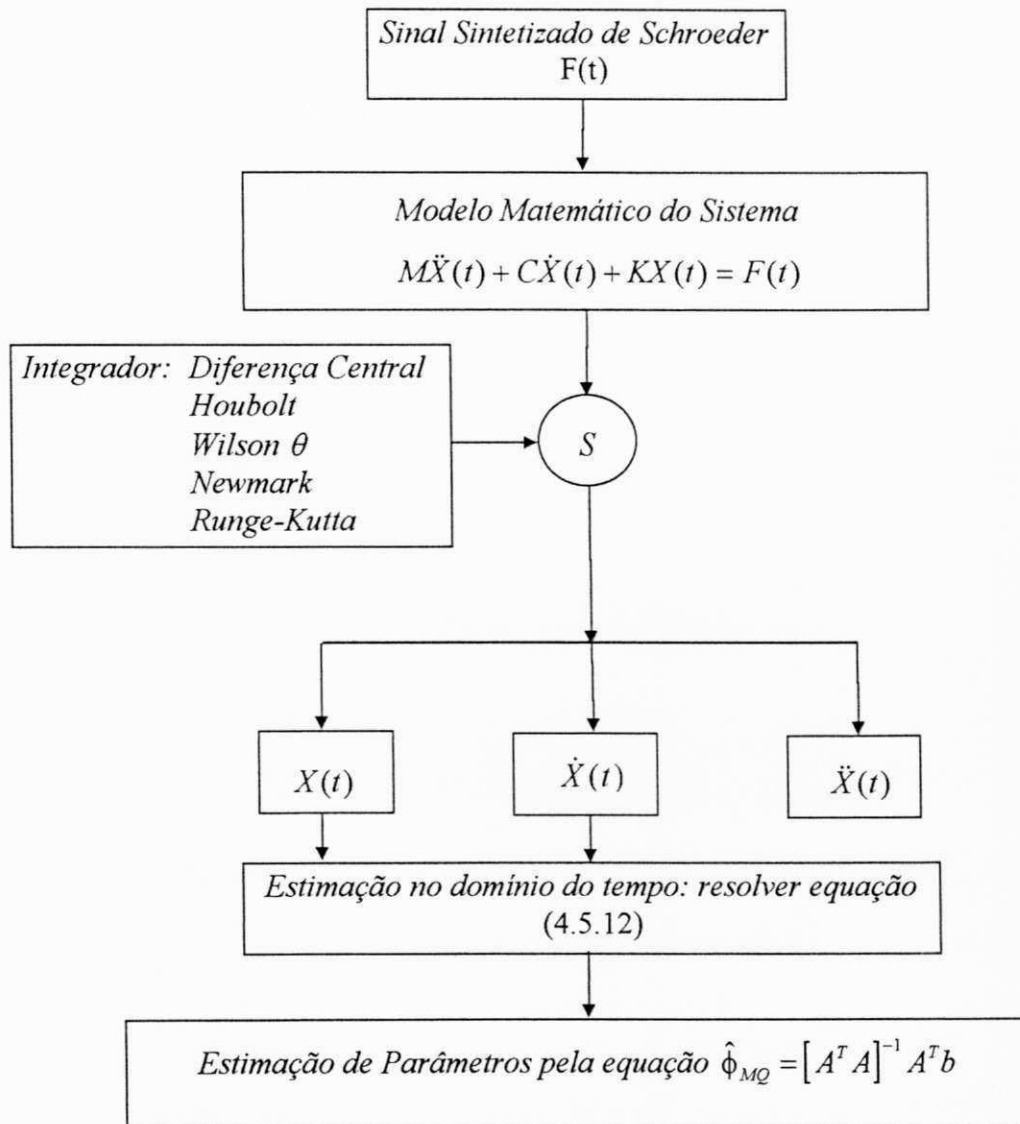 Sinal Sintetizado de Schroeder
F(t)
Modelo Matemático do Sistema
MẌ(t) + CẊ(t) + KX(t) = F(t)
Integrador: Diferença Central
Houbolt
Wilson θ
Newmark
Runge-Kutta
S
X(t)
Ẋ(t)
Ẍ(t)
Estimação no domínio do tempo: resolver equação
(4.5.12)
Estimação de Parâmetros pela equação ϕ̂_MQ = [A^T A]^-1 A^T b